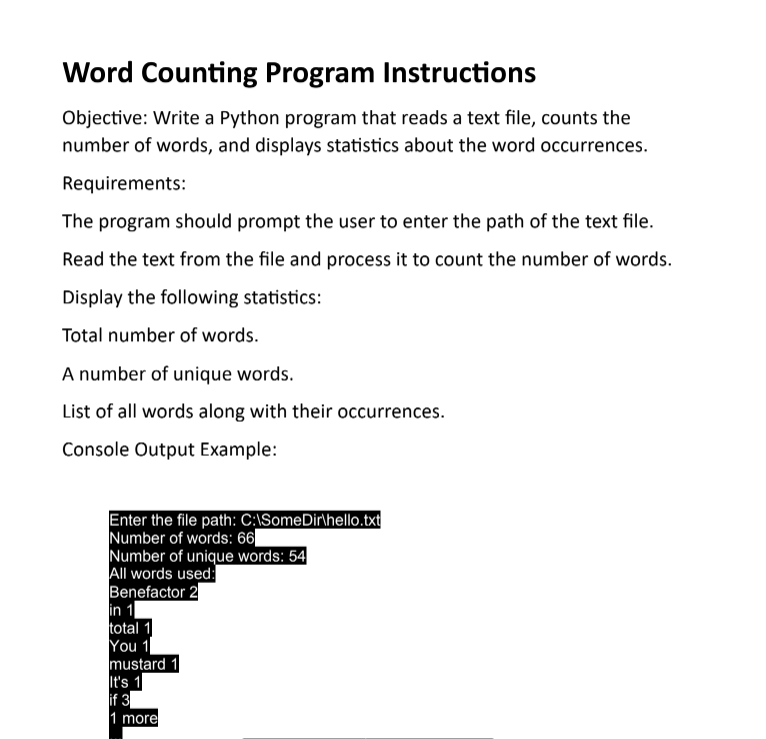 Word Counting Program Instructions
Objective: Write a Python program that reads a text file, counts the
number of words, and displays statistics about the word occurrences.
Requirements:
The program should prompt the user to enter the path of the text file.
Read the text from the file and process it to count the number of words.
Display the following statistics:
Total number of words.
A number of unique words.
List of all words along with their occurrences.
Console Output Example:
Enter the file path: C:\SomeDir\hello.txt
Number of words: 66
Number of unique words: 54
All words used:
Benefactor 2
in 1
total 1
You 1
mustard 1
It's 1
if 3
1 more